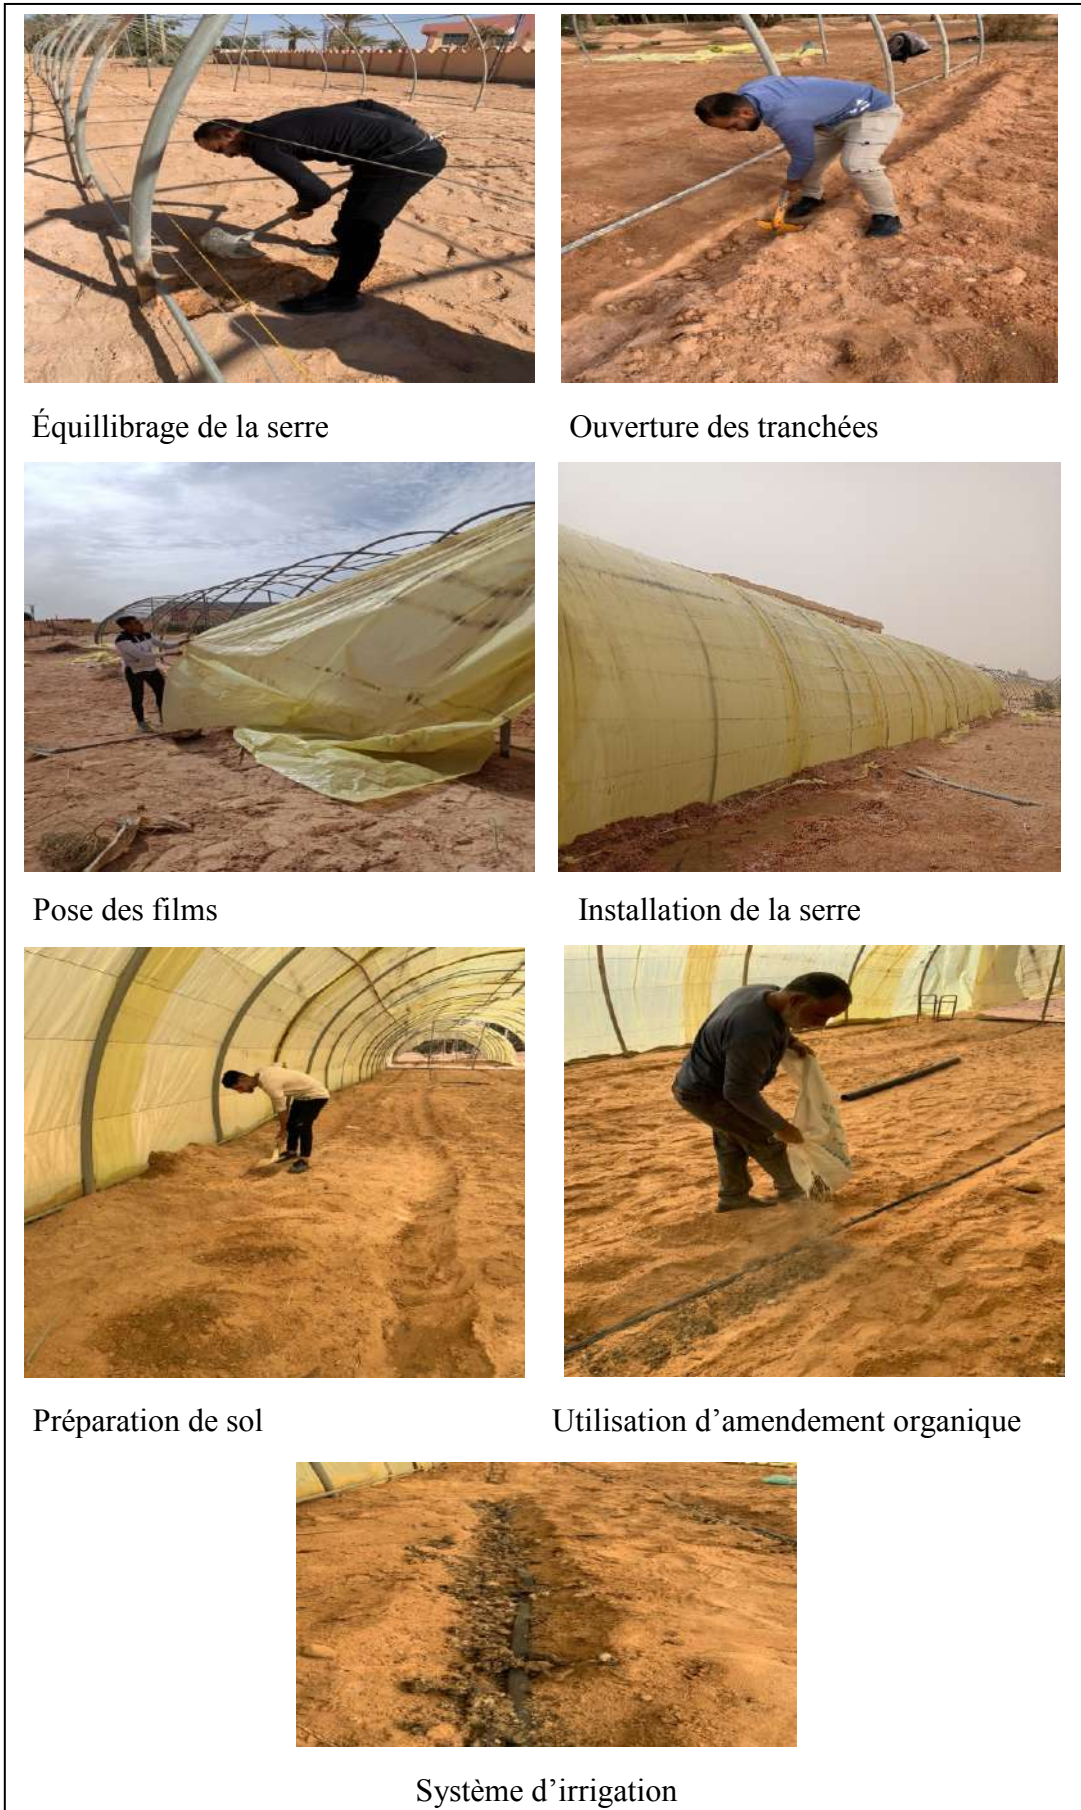 Équillibrage de la serre
Ouverture des tranchées
Pose des films
Installation de la serre
Préparation de sol
Utilisation d’amendement organique
Système d’irrigation